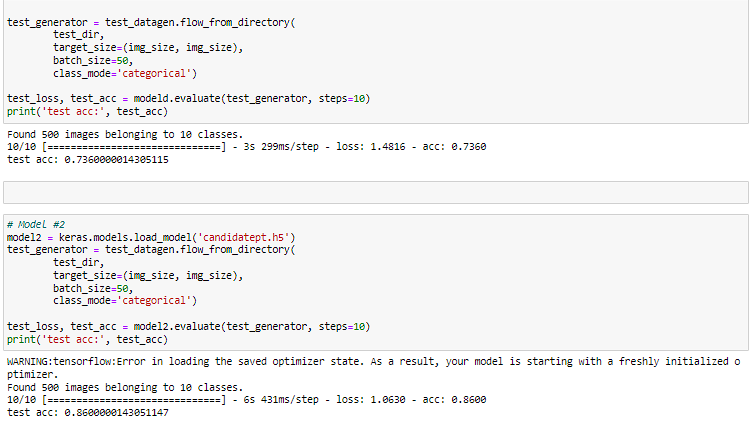 test_generator = test_datagen.flow_from_directory(
        test_dir,
        target_size=(img_size, img_size),
        batch_size=50,
        class_mode='categorical')
test_loss, test_acc = modeld.evaluate(test_generator, steps=10)
print('test acc:', test_acc)
Found 500 images belonging to 10 classes.
10/10 [==============================] - 3s 299ms/step - loss: 1.4816 - acc: 0.7360
test acc: 0.7360000014305115
# Model #2
model2 = keras.models.load_model('candidatept.h5')
test_generator = test_datagen.flow_from_directory(
        test_dir,
        target_size=(img_size, img_size),
        batch_size=50,
        class_mode='categorical')
test_loss, test_acc = model2.evaluate(test_generator, steps=10)
print('test acc:', test_acc)
WARNING:tensorflow:Error in loading the saved optimizer state. As a result, your model is starting with a freshly initialized o
ptimizer.
Found 500 images belonging to 10 classes.
10/10 [==============================] - 6s 431ms/step - loss: 1.0630 - acc: 0.8600
test acc: 0.8600000143051147